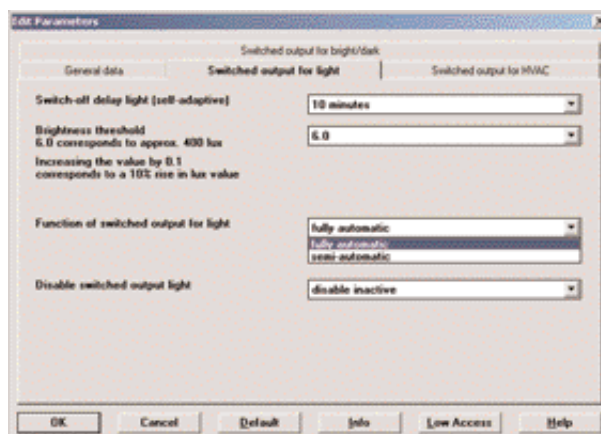 Edit Parameters
Switched output for bright/dark
General data
Switched output for light
Switched output for HVAC
Switch-off delay light (self-adaptive)
10 minutes
Brightness threshold
6.0 corresponds to approx. 400 lux
6.0
Increasing the value by 0.1
corresponds to a 10% rise in lux value
Function of switched output for light
fully automatic
fully automatic
semi-automatic
Disable switched output light
disable inactive
OK
Cancel
Default
Info
Low Access
Help